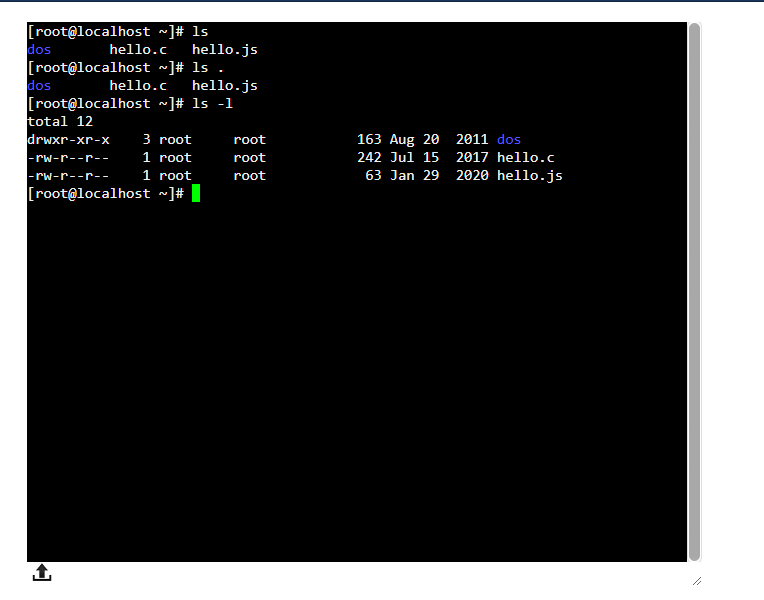 [root@localhost ~]# ls
dos       hello.c   hello.js
[root@localhost ~]# ls .
dos       hello.c   hello.js
[root@localhost ~]# ls -l
total 12
drwxr-xr-x    3 root     root           163 Aug 20  2011 dos
-rw-r--r--    1 root     root           242 Jul 15  2017 hello.c
-rw-r--r--    1 root     root            63 Jan 29  2020 hello.js
[root@localhost ~]#